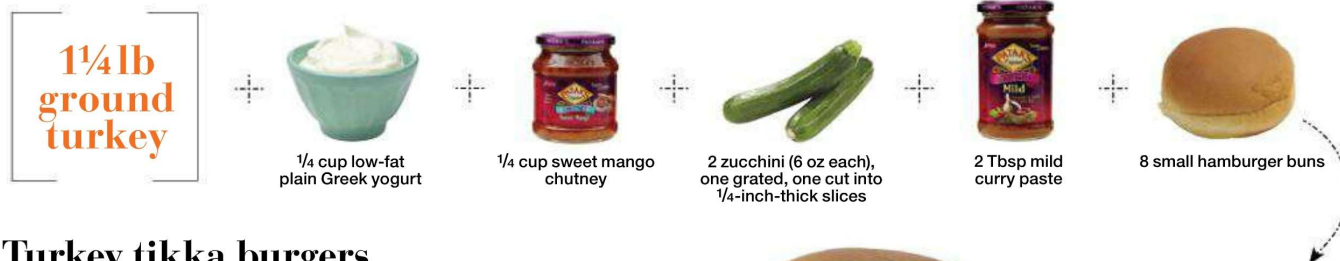 1¼ lb
ground
turkey
1/4 cup low-fat
plain Greek yogurt
1/4 cup sweet mango
chutney
2 zucchini (6 oz each),
one grated, one cut into
1/4-inch-thick slices
PATAK'S
Mild
2 Tbsp mild
curry paste
8 small hamburger buns
Turkey tikka burgers